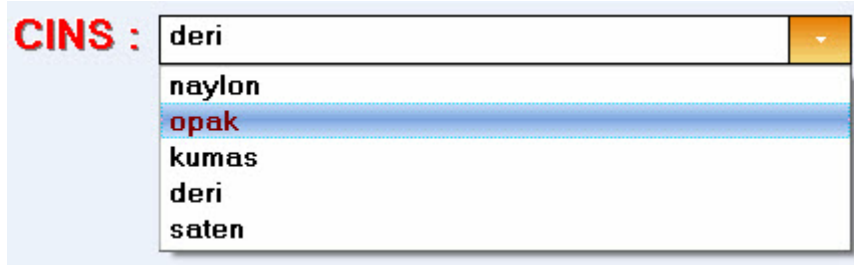 CINS : deri
naylon
opak
kumas
deri
saten